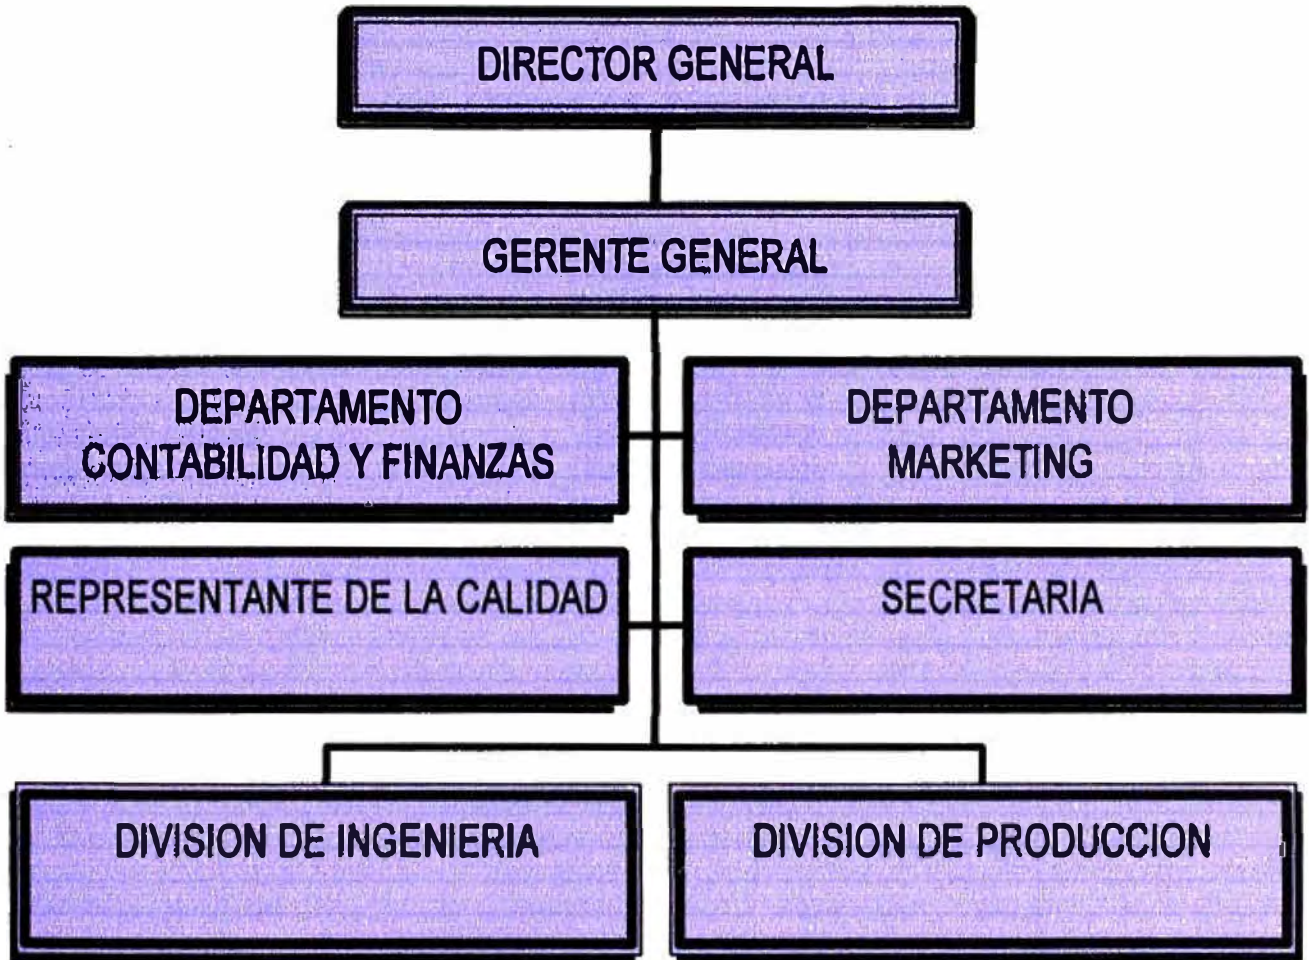 DIRECTOR GENERAL
GERENTE GENERAL
DEPARTAMENTO
CONTABILIDAD Y FINANZAS
DEPARTAMENTO
MARKETING
REPRESENTANTE DE LA CALIDAD
SECRETARIA
DIVISION DE INGENIERIA
DIVISION DE PRODUCCION